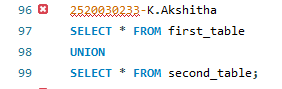 96 2520030233-K.Akshitha
97 SELECT * FROM first_table
98 UNION
99 SELECT * FROM second_table;